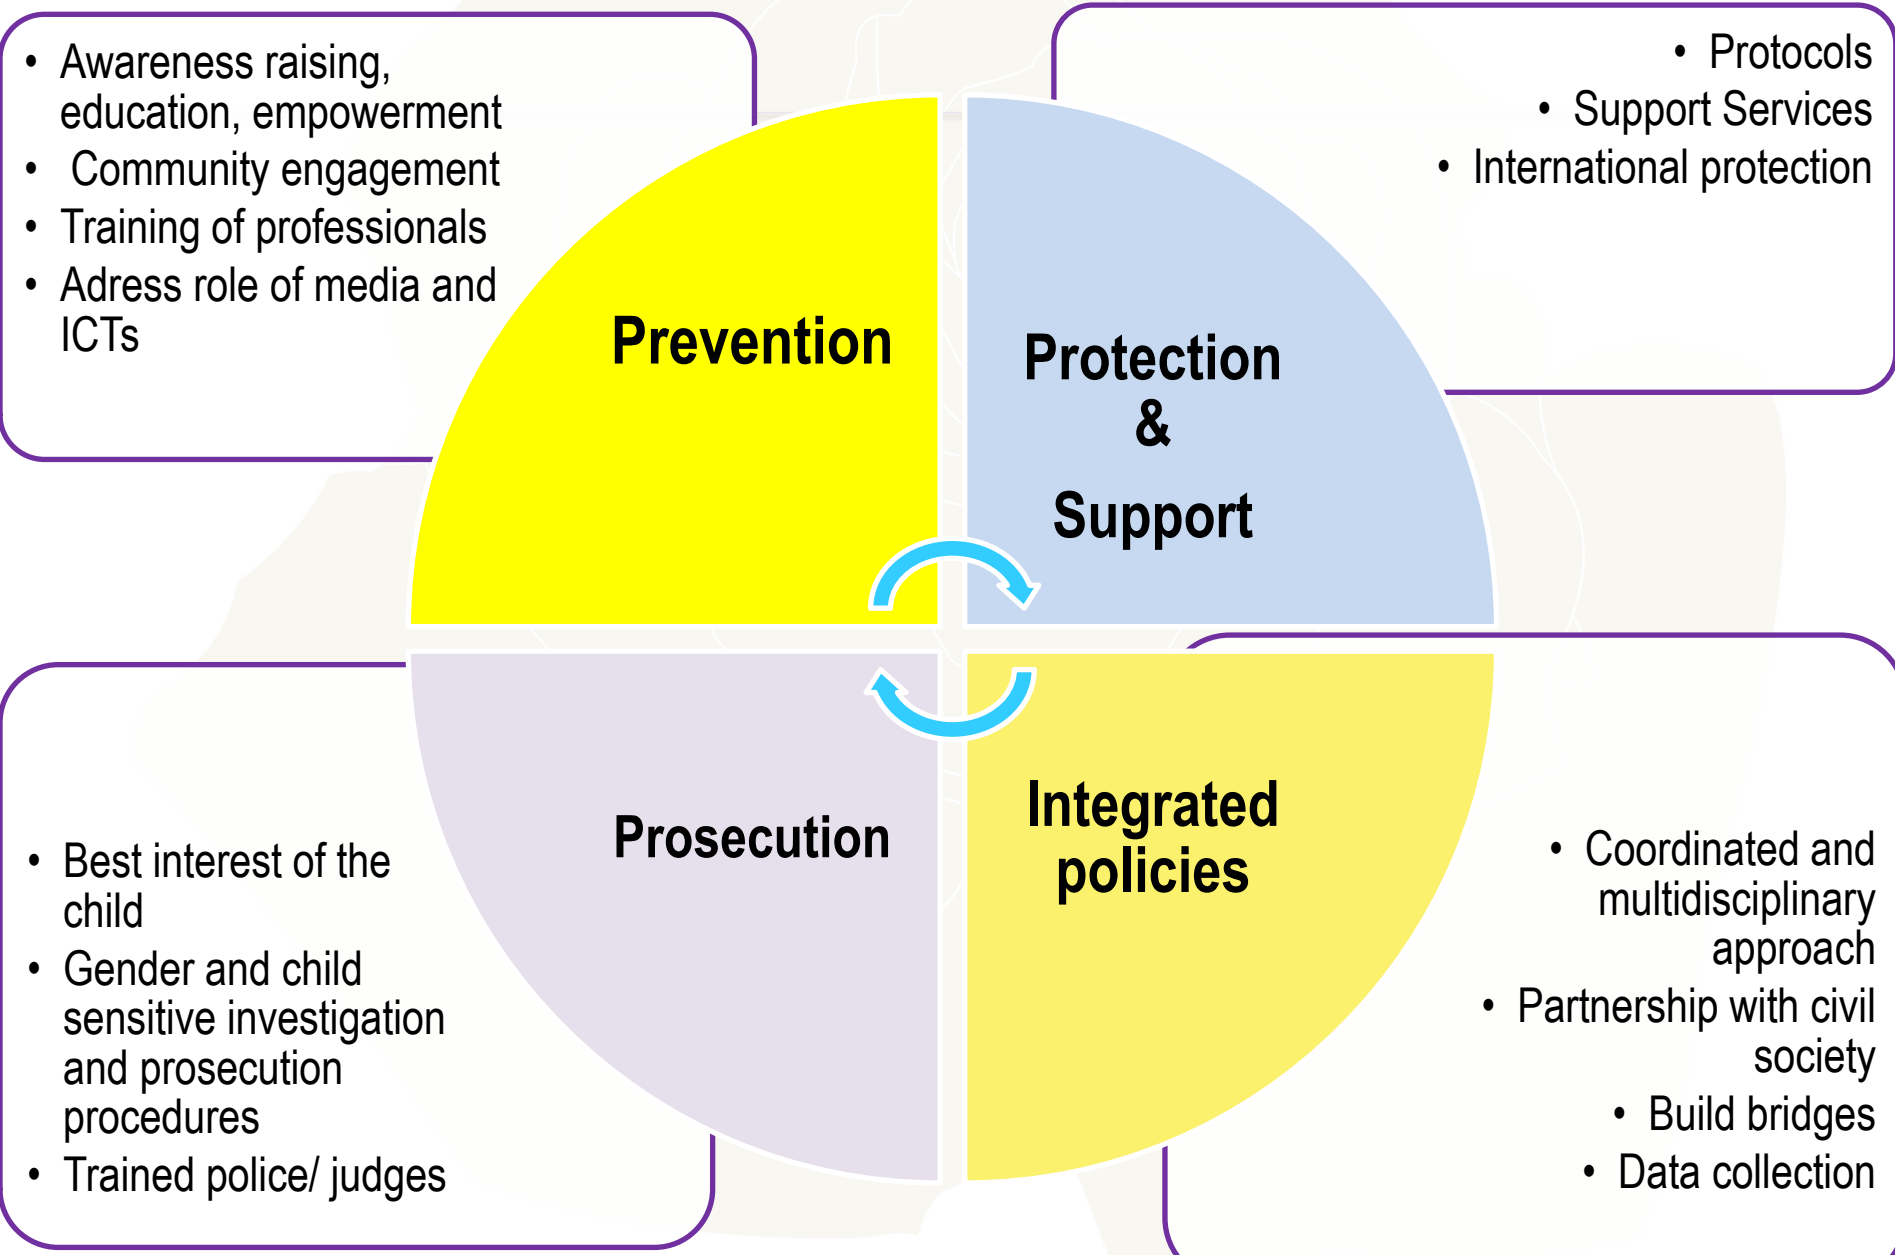 • Awareness raising,
education, empowerment
• Community engagement
• Training of professionals
• Adress role of media and
ICTs
• Protocols
• Support Services
• International protection
Prevention
Protection
&
Support
Prosecution
Integrated
policies
• Best interest of the
child
• Gender and child
sensitive investigation
and prosecution
procedures
• Trained police/ judges
• Coordinated and
multidisciplinary
approach
• Partnership with civil
society
• Build bridges
• Data collection